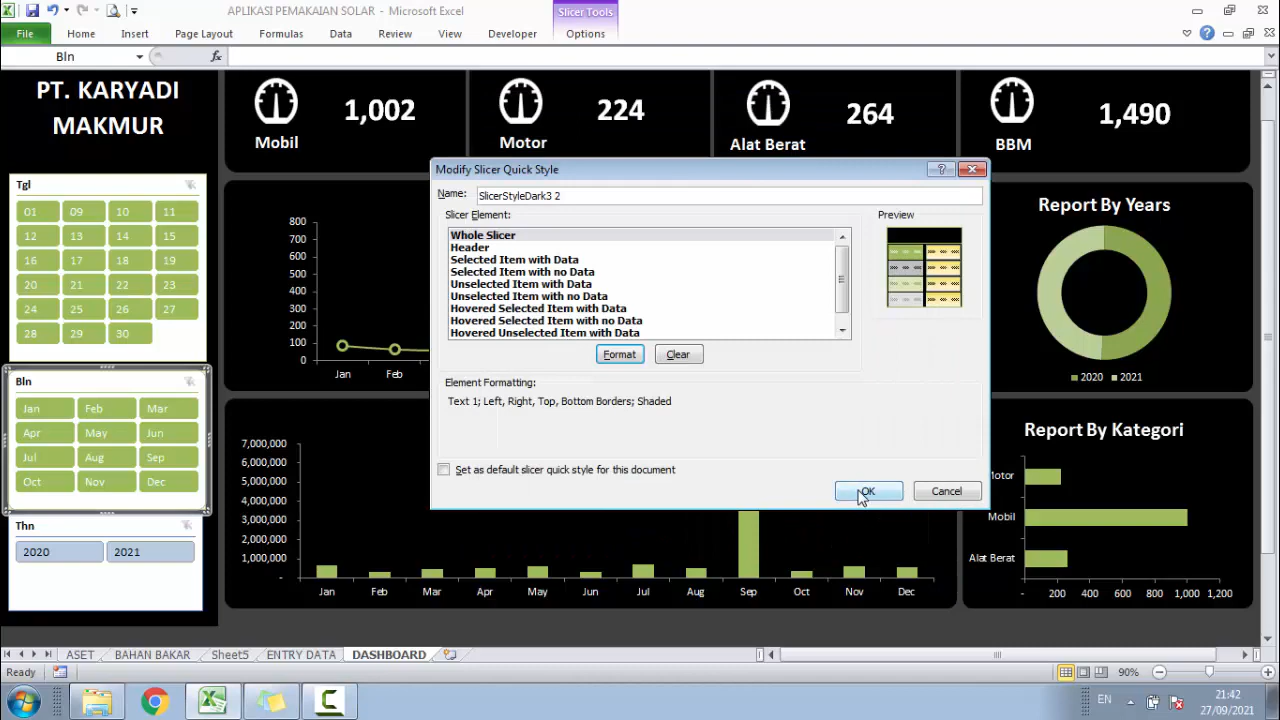 APLIKASI PEMAKAIAN SOLAR - Microsoft Excel
Slicer Tools
File Home Insert Page Layout Formulas Data Review View Developer Options
Bln
fx
PT. KARYADI
MAKMUR
1,002
Mobil
224
Motor
264
Alat Berat
1,490
BBM
Tgl
01 09 10 11
12 13 14 15
16 17 18 19
20 21 22 23
24 25 26 27
28 29 30
Bln
Jan Feb Mar
Apr May Jun
Jul Aug Sep
Oct Nov Dec
Thn
2020 2021
800
700
600
500
400
300
200
100
0
Jan Feb
Modify Slicer Quick Style
Name: SlicerStyleDark3 2
Slicer Element:
Whole Slicer
Header
Selected Item with Data
Selected Item with no Data
Unselected Item with Data
Unselected Item with no Data
Hovered Selected Item with Data
Hovered Selected Item with no Data
Hovered Unselected Item with Data
Preview
Format Clear
Element Formatting:
Text 1; Left, Right, Top, Bottom Borders; Shaded
Set as default slicer quick style for this document
OK Cancel
Report By Years
2020 2021
7,000,000
6,000,000
5,000,000
4,000,000
3,000,000
2,000,000
1,000,000
-
Jan Feb Mar Apr May Jun Jul Aug Sep Oct Nov Dec
Report By Kategori
Motor
Mobil
Alat Berat
- 200 400 600 800 1,000 1,200
ASET BAHAN BAKAR Sheet5 ENTRY DATA DASHBOARD
Ready
90%
EN
21:42
27/09/2021